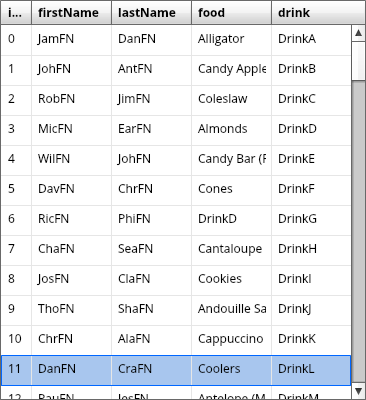 i... firstName lastName food drink
0 JamFN DanFN Alligator DrinkA
1 JohFN AntFN Candy Apple DrinkB
2 RobFN JimFN Coleslaw DrinkC
3 MicFN EarFN Almonds DrinkD
4 WilFN JohFN Candy Bar (F DrinkE
5 DavFN ChrFN Cones DrinkF
6 RicFN PhiFN DrinkD DrinkG
7 ChaFN SeaFN Cantaloupe DrinkH
8 JosFN ClaFN Cookies DrinkI
9 ThoFN ShaFN Andouille Sa DrinkJ
10 ChrFN AlaFN Cappuccino DrinkK
11 DanFN CraFN Coolers DrinkL
12 PauFN JosFN Antelope (M DrinkM